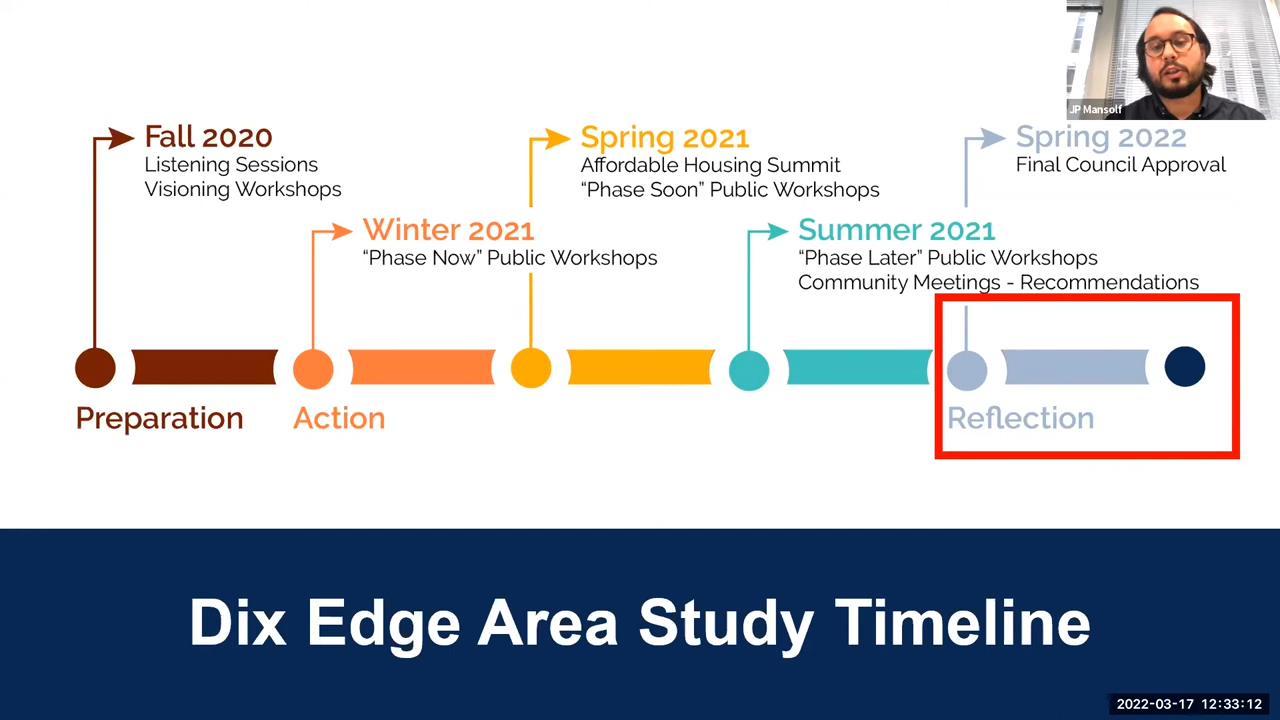 JP Mansolf
Fall 2020
Listening Sessions
Visioning Workshops
Spring 2021
Affordable Housing Summit
“Phase Soon” Public Workshops
Spring 2022
Final Council Approval
Winter 2021
“Phase Now” Public Workshops
Summer 2021
“Phase Later” Public Workshops
Community Meetings - Recommendations
Preparation
Action
Reflection
Dix Edge Area Study Timeline
2022-03-17 12:33:12